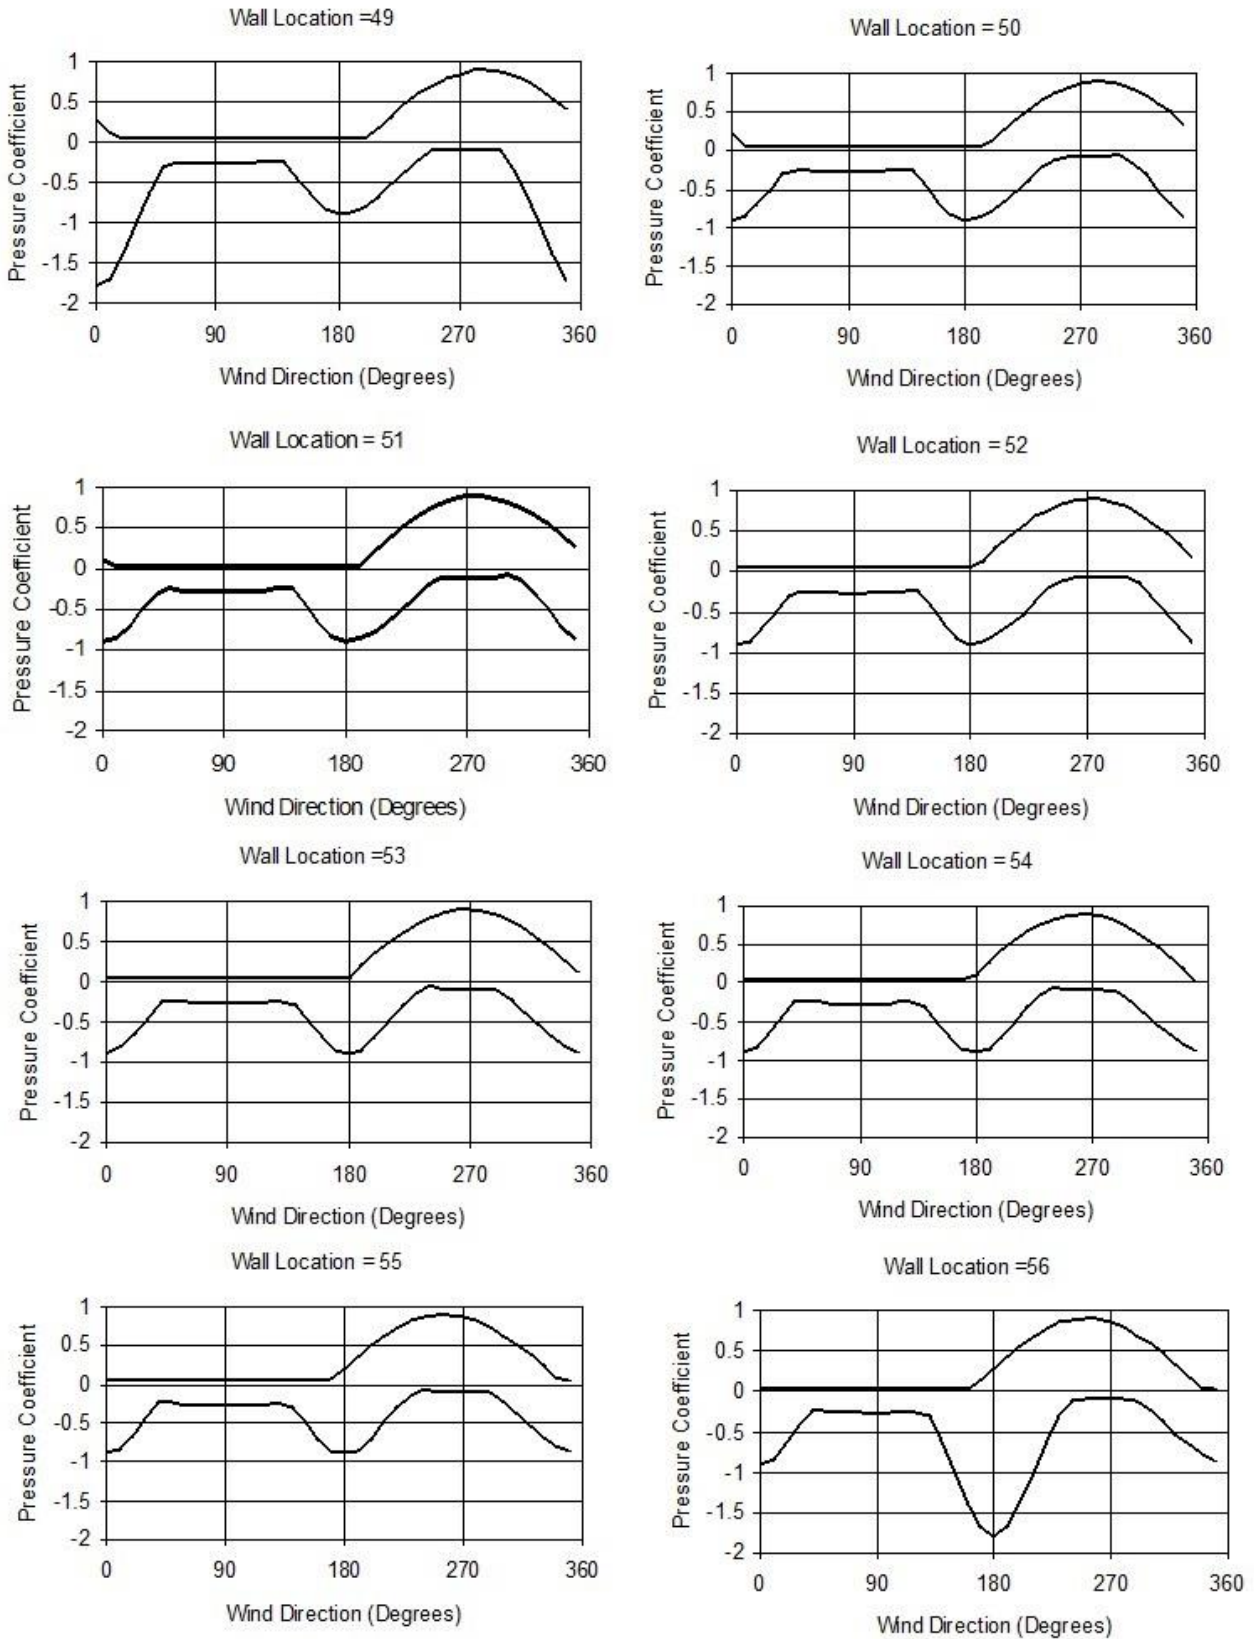 Wall Location =49
Pressure Coefficient
1
0.5
0
-0.5
-1
-1.5
-2
0 90 180 270 360
Wind Direction (Degrees)
Wall Location = 50
Pressure Coefficient
1
0.5
0
-0.5
-1
-1.5
-2
0 90 180 270 360
Wind Direction (Degrees)
Wall Location = 51
Pressure Coefficient
1
0.5
0
-0.5
-1
-1.5
-2
0 90 180 270 360
Wind Direction (Degrees)
Wall Location = 52
Pressure Coefficient
1
0.5
0
-0.5
-1
-1.5
-2
0 90 180 270 360
Wind Direction (Degrees)
Wall Location =53
Pressure Coefficient
1
0.5
0
-0.5
-1
-1.5
-2
0 90 180 270 360
Wind Direction (Degrees)
Wall Location = 54
Pressure Coefficient
1
0.5
0
-0.5
-1
-1.5
-2
0 90 180 270 360
Wind Direction (Degrees)
Wall Location = 55
Pressure Coefficient
1
0.5
0
-0.5
-1
-1.5
-2
0 90 180 270 360
Wind Direction (Degrees)
Wall Location =56
Pressure Coefficient
1
0.5
0
-0.5
-1
-1.5
-2
0 90 180 270 360
Wind Direction (Degrees)